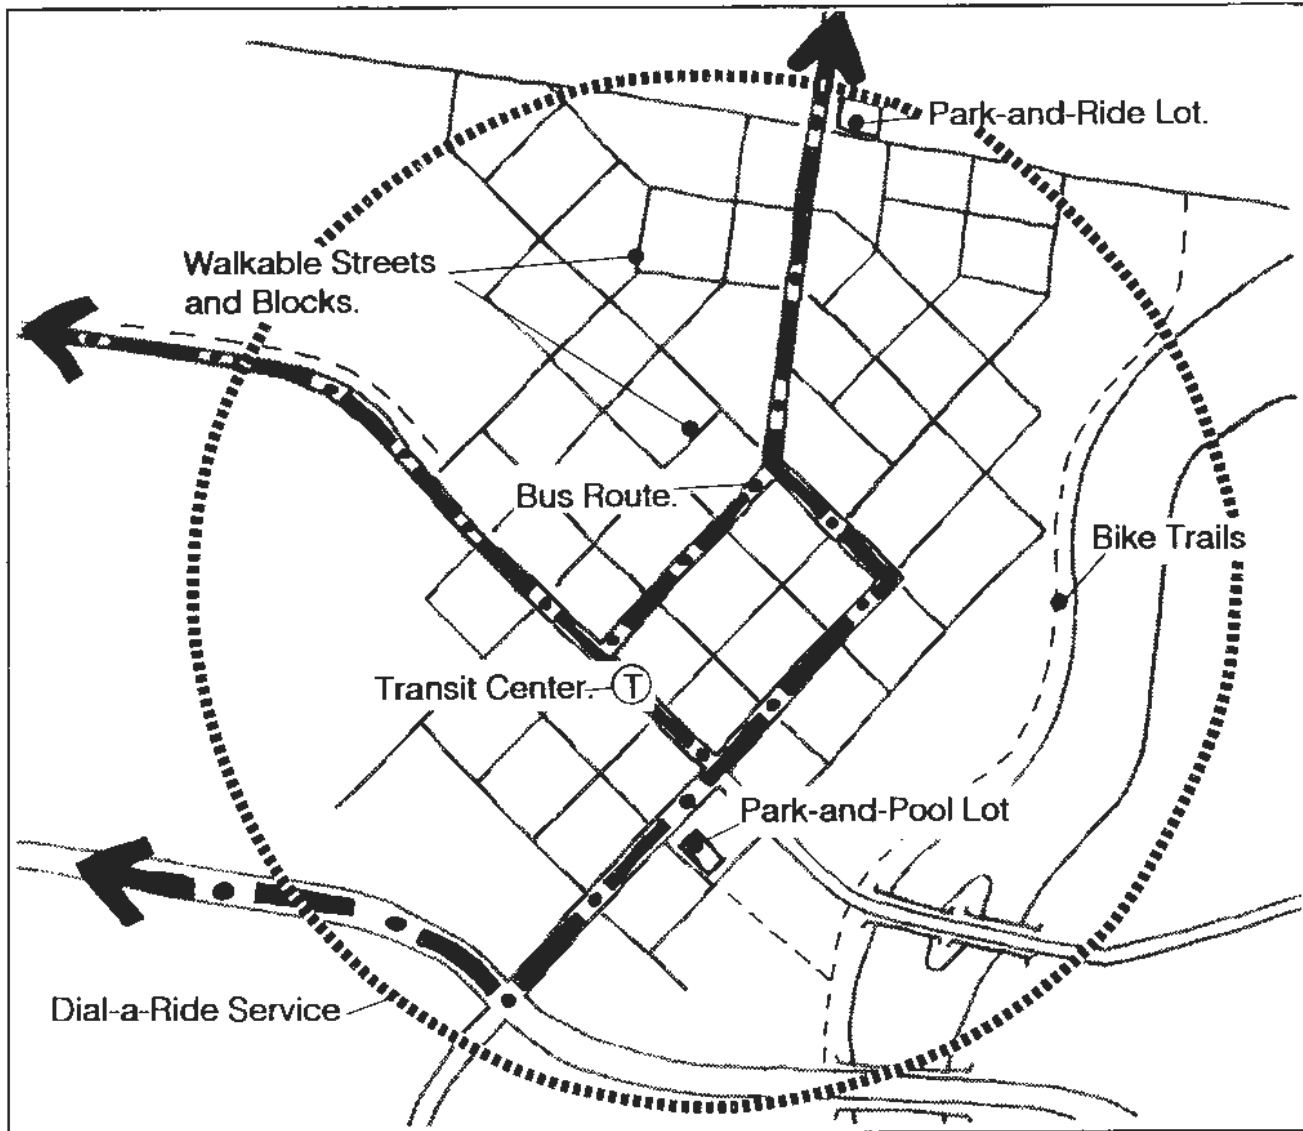 Park-and-Ride Lot.
Walkable Streets
and Blocks.
Bus Route.
Bike Trails
Transit Center.
T
Park-and-Pool Lot
Dial-a-Ride Service